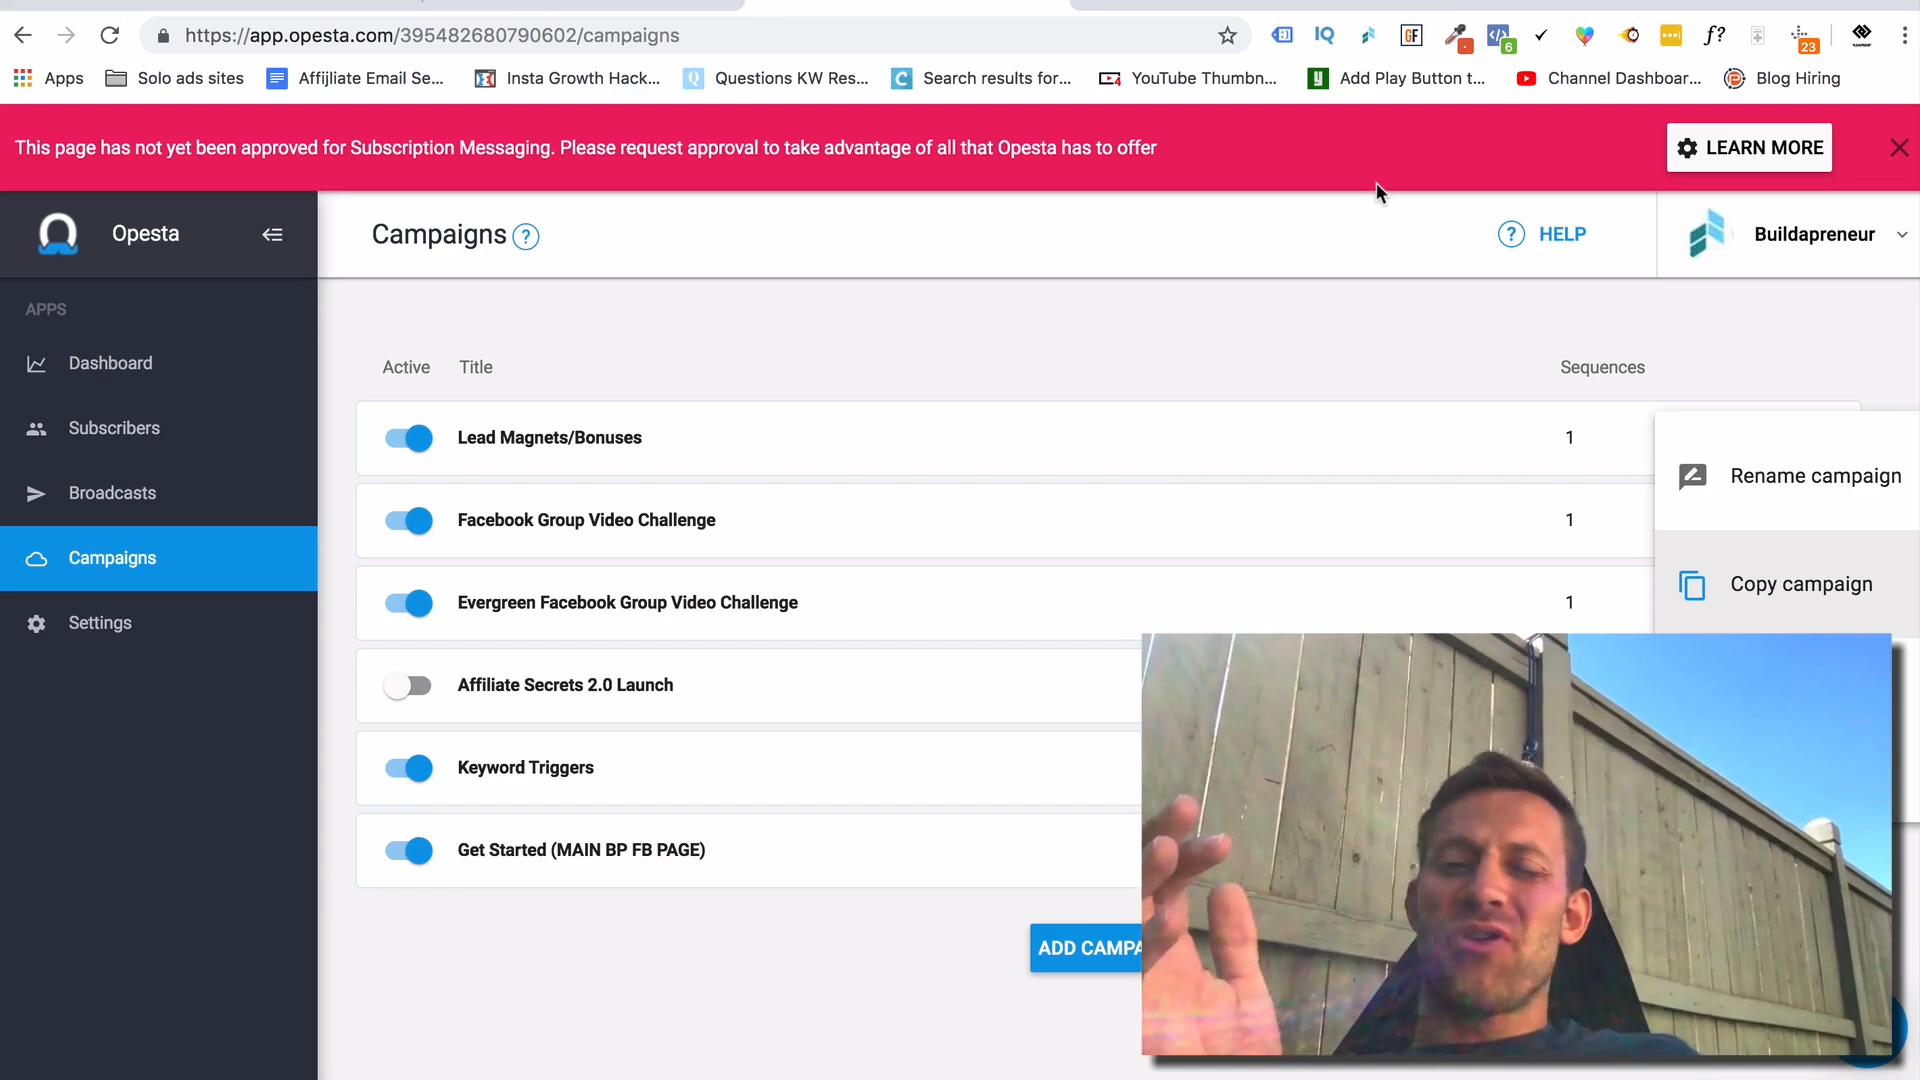 https://app.opesta.com/395482680790602/campaigns
IQ
GF
6
f?
23
Apps
Solo ads sites
Affijliate Email Se...
Insta Growth Hack...
Questions KW Res...
Search results for...
YouTube Thumbn...
Add Play Button t...
Channel Dashboar...
Blog Hiring
This page has not yet been approved for Subscription Messaging. Please request approval to take advantage of all that Opesta has to offer
LEARN MORE
Opesta
Campaigns ?
? HELP
Buildapreneur
APPS
Dashboard
Subscribers
Broadcasts
Campaigns
Settings
Active Title Sequences
Lead Magnets/Bonuses 1
Facebook Group Video Challenge 1
Evergreen Facebook Group Video Challenge 1
Affiliate Secrets 2.0 Launch
Keyword Triggers
Get Started (MAIN BP FB PAGE)
Rename campaign
Copy campaign
ADD CAMPA